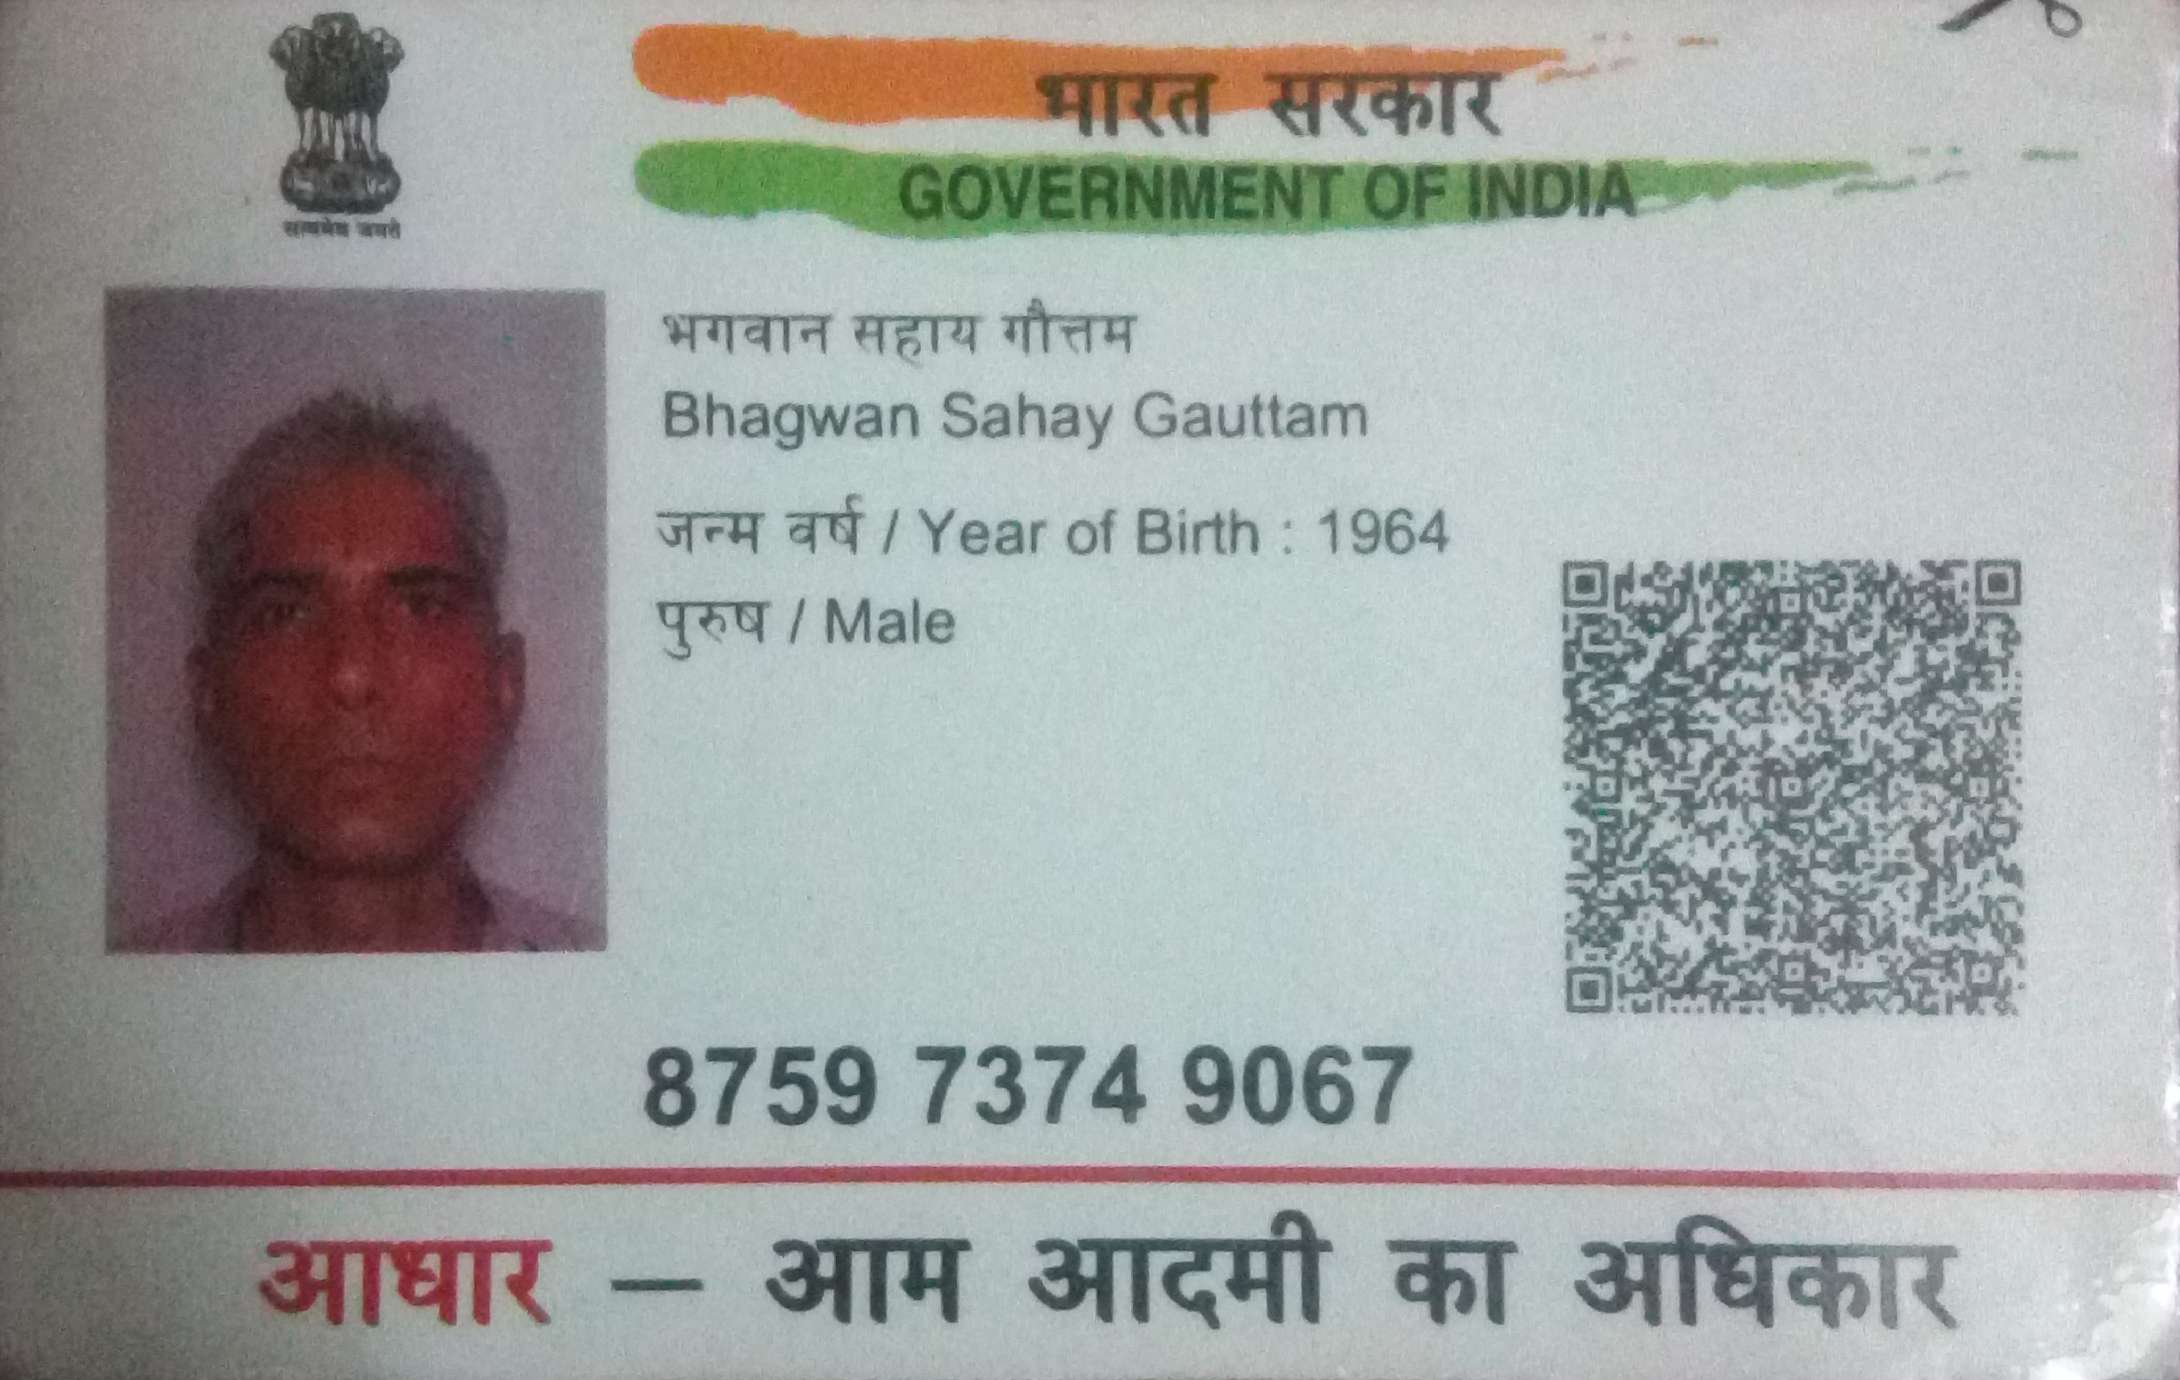 सत्यमेव जयते
भारत सरकार
GOVERNMENT OF INDIA
भगवान सहाय गौत्तम
Bhagwan Sahay Gauttam
जन्म वर्ष / Year of Birth : 1964
पुरुष / Male
8759 7374 9067
आधार — आम आदमी का अधिकार